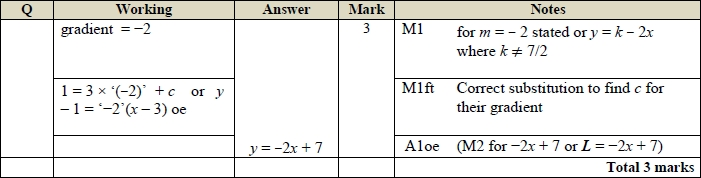 Q Working Answer Mark Notes
gradient = −2 3 M1 for m = − 2 stated or y = k − 2x
where k ≠ 7/2
1 = 3 × ‘(−2)’ + c or y M1ft Correct substitution to find c for
− 1 = ‘−2’(x − 3) oe their gradient
y = −2x + 7 A1oe (M2 for −2x + 7 or L = −2x + 7)
Total 3 marks